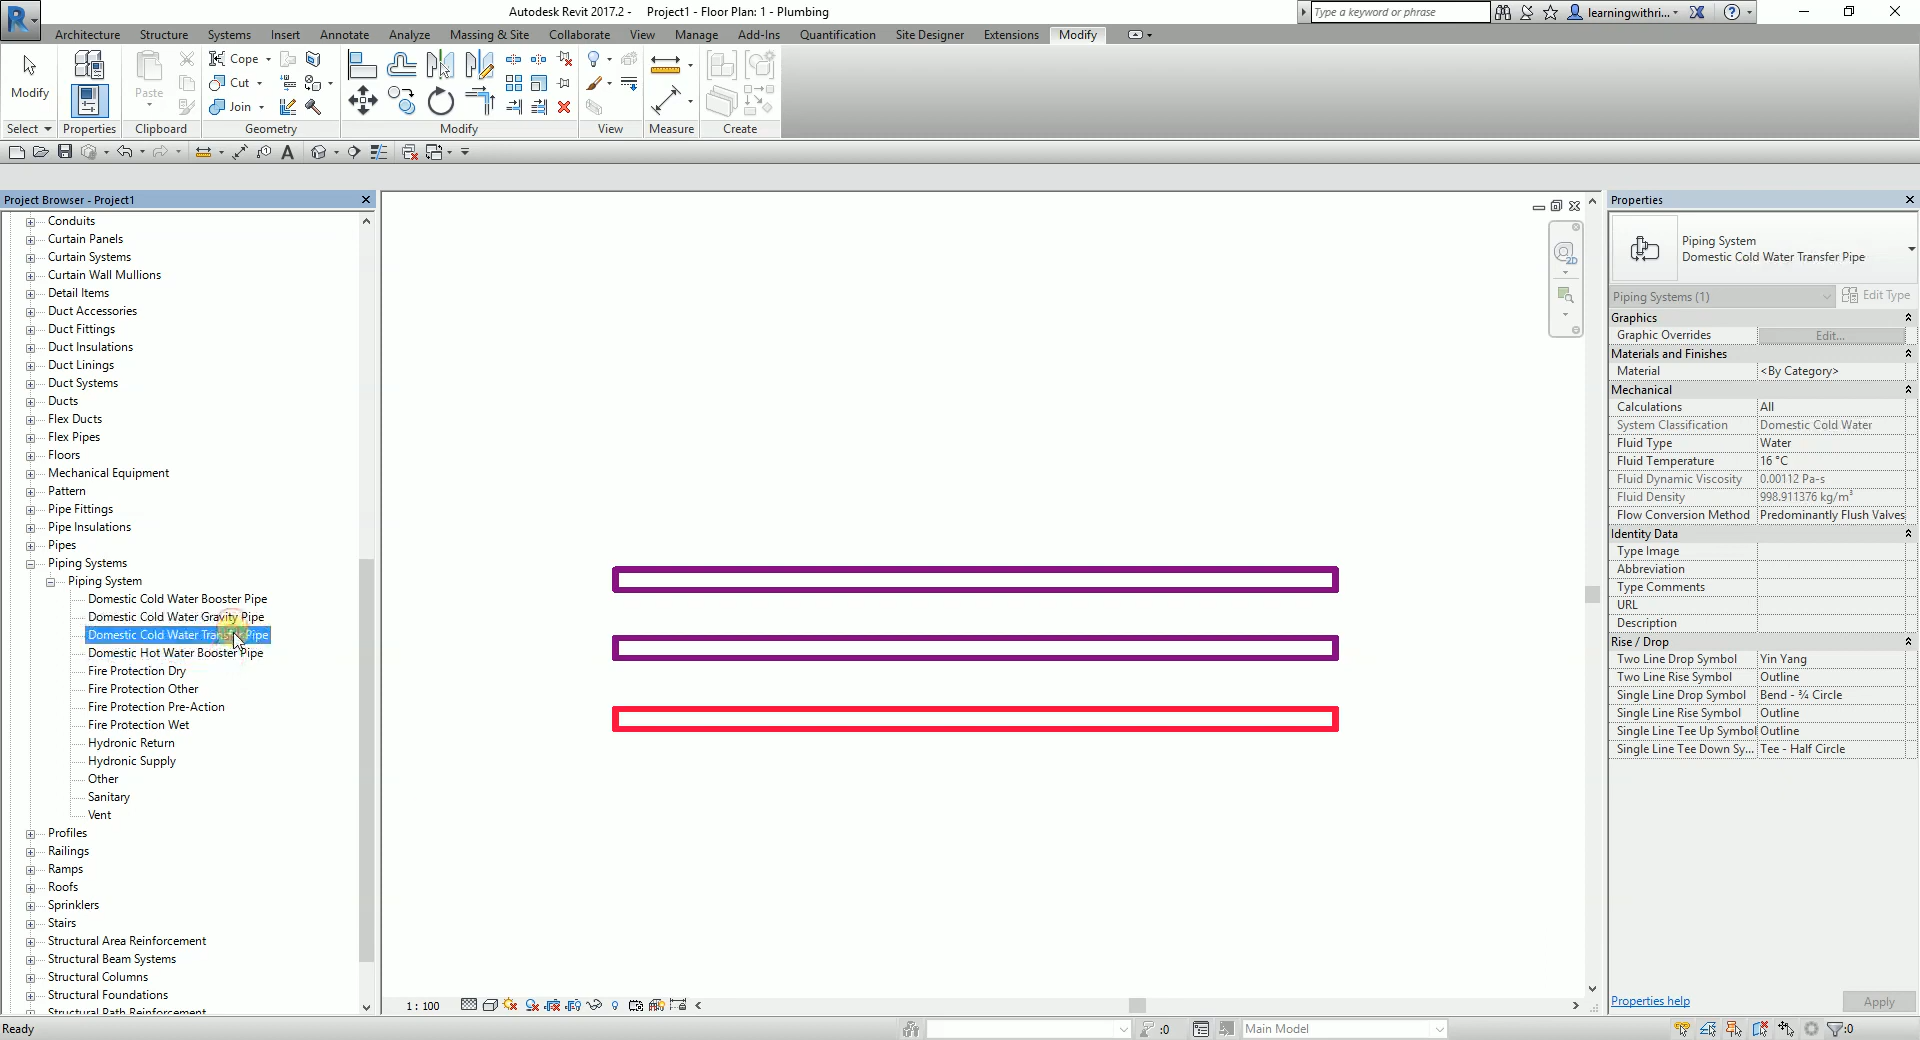 Autodesk Revit 2017.2 - Project1 - Floor Plan: 1 - Plumbing
Type a keyword or phrase
learningwithri...
Architecture Structure Systems Insert Annotate Analyze Massing & Site Collaborate View Manage Add-Ins Quantification Site Designer Extensions Modify
Cope
Cut
Join
Modify
Paste
Select Properties Clipboard Geometry Modify View Measure Create
Project Browser - Project1
Conduits
Curtain Panels
Curtain Systems
Curtain Wall Mullions
Detail Items
Duct Accessories
Duct Fittings
Duct Insulations
Duct Linings
Duct Systems
Ducts
Flex Ducts
Flex Pipes
Floors
Mechanical Equipment
Pattern
Pipe Fittings
Pipe Insulations
Pipes
Piping Systems
Piping System
Domestic Cold Water Booster Pipe
Domestic Cold Water Gravity Pipe
Domestic Cold Water Transfer Pipe
Domestic Hot Water Booster Pipe
Fire Protection Dry
Fire Protection Other
Fire Protection Pre-Action
Fire Protection Wet
Hydronic Return
Hydronic Supply
Other
Sanitary
Vent
Profiles
Railings
Ramps
Roofs
Sprinklers
Stairs
Structural Area Reinforcement
Structural Beam Systems
Structural Columns
Structural Foundations
Structural Path Reinforcement
2D
1 : 100
Properties
Piping System
Domestic Cold Water Transfer Pipe
Piping Systems (1) Edit Type
Graphics
Graphic Overrides Edit...
Materials and Finishes
Material <By Category>
Mechanical
Calculations All
System Classification Domestic Cold Water
Fluid Type Water
Fluid Temperature 16 °C
Fluid Dynamic Viscosity 0.00112 Pa-s
Fluid Density 998.911376 kg/m³
Flow Conversion Method Predominantly Flush Valves
Identity Data
Type Image
Abbreviation
Type Comments
URL
Description
Rise / Drop
Two Line Drop Symbol Yin Yang
Two Line Rise Symbol Outline
Single Line Drop Symbol Bend - ¾ Circle
Single Line Rise Symbol Outline
Single Line Tee Up Symbol Outline
Single Line Tee Down Sy... Tee - Half Circle
Properties help Apply
Ready :0 Main Model :0